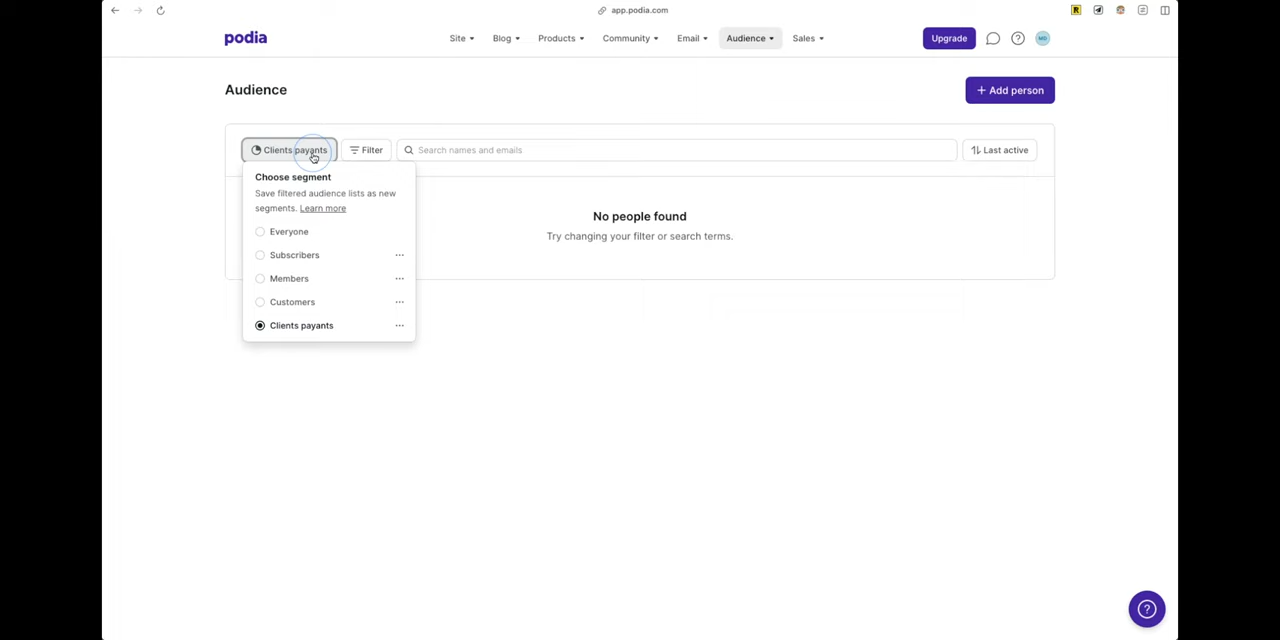 app.podia.com
podia
Site
Blog
Products
Community
Email
Audience
Sales
Upgrade
MD
Audience
+ Add person
Clients payants
Filter
Search names and emails
Last active
Choose segment
Save filtered audience lists as new
segments. Learn more
Everyone
Subscribers
Members
Customers
Clients payants
No people found
Try changing your filter or search terms.